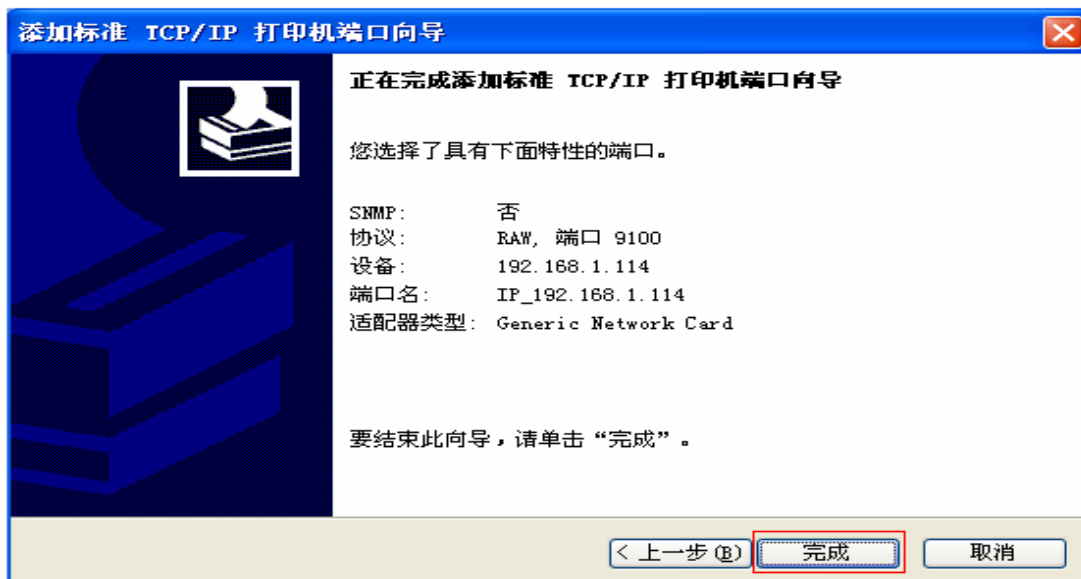 添加标准 TCP/IP 打印机端口向导
正在完成添加标准 TCP/IP 打印机端口向导
您选择了具有下面特性的端口。
SNMP: 否
协议: RAW, 端口 9100
设备: 192.168.1.114
端口名: IP_192.168.1.114
适配器类型: Generic Network Card
要结束此向导,请单击“完成”。
< 上一步(B) 完成 取消